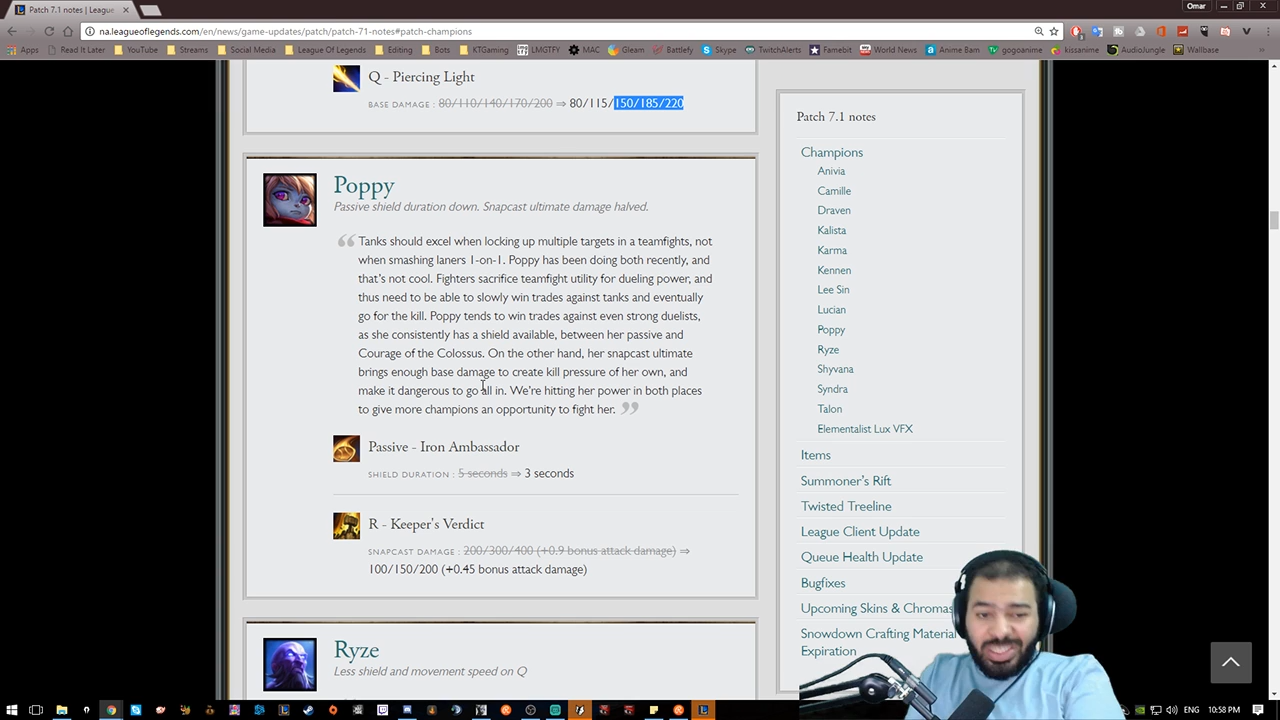 Patch 7.1 notes | League
Omar
na.leagueoflegends.com/en/news/game-updates/patch/patch-71-notes#patch-champions
Apps
Read It Later
YouTube
Streams
Social Media
League Of Legends
Editing
Bots
KTGaming
LMGTFY
MAC
Gleam
Battlefy
Skype
TwitchAlerts
Famebit
World News
Anime Bam
gogoanime
kissanime
AudioJungle
Wallbase
Q - Piercing Light
BASE DAMAGE : 80/110/140/170/200 ⇒ 80/115/150/185/220
Poppy
Passive shield duration down. Snapcast ultimate damage halved.
Tanks should excel when locking up multiple targets in a teamfights, not
when smashing laners 1-on-1. Poppy has been doing both recently, and
that's not cool. Fighters sacrifice teamfight utility for dueling power, and
thus need to be able to slowly win trades against tanks and eventually
go for the kill. Poppy tends to win trades against even strong duelists,
as she consistently has a shield available, between her passive and
Courage of the Colossus. On the other hand, her snapcast ultimate
brings enough base damage to create kill pressure of her own, and
make it dangerous to go all in. We're hitting her power in both places
to give more champions an opportunity to fight her.
Passive - Iron Ambassador
SHIELD DURATION : 5 seconds ⇒ 3 seconds
R - Keeper's Verdict
SNAPCAST DAMAGE : 200/300/400 (+0.9 bonus attack damage) ⇒
100/150/200 (+0.45 bonus attack damage)
Ryze
Less shield and movement speed on Q
Patch 7.1 notes
Champions
Anivia
Camille
Draven
Kalista
Karma
Kennen
Lee Sin
Lucian
Poppy
Ryze
Shyvana
Syndra
Talon
Elementalist Lux VFX
Items
Summoner's Rift
Twisted Treeline
League Client Update
Queue Health Update
Bugfixes
Upcoming Skins & Chromas
Snowdown Crafting Material
Expiration
ENG
10:58 PM